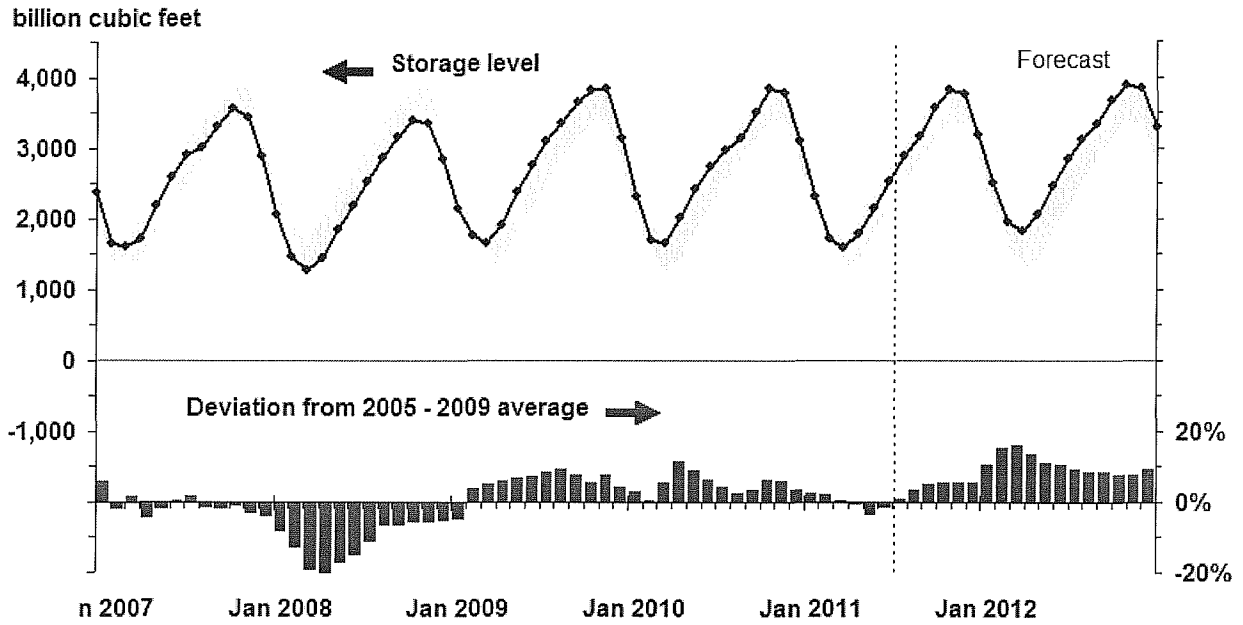 billion cubic feet
Storage level
Forecast
4,000
3,000
2,000
1,000
0
Deviation from 2005 - 2009 average
-1,000
20%
0%
-20%
n 2007
Jan 2008
Jan 2009
Jan 2010
Jan 2011
Jan 2012